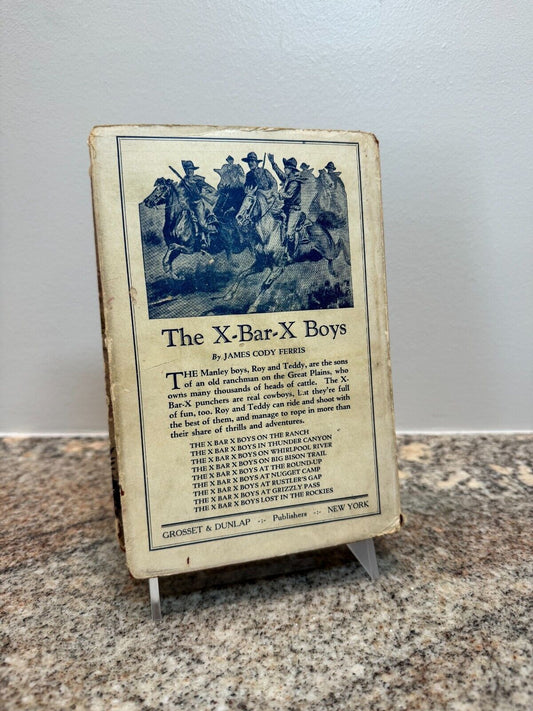 The X-Bar-X Boys
By JAMES CODY FERRIS
THE Manley boys, Roy and Teddy, are the sons
of an old ranchman on the Great Plains, who
owns many thousands of heads of cattle. The X-
Bar-X punchers are real cowboys, but they're full
of fun, too. Roy and Teddy can ride and shoot with
the best of them, and manage to rope in more than
their share of thrills and adventures.
THE X BAR X BOYS ON THE RANCH
THE X BAR X BOYS IN THUNDER CANYON
THE X BAR X BOYS ON WHIRLPOOL RIVER
THE X BAR X BOYS ON BIG BISON TRAIL
THE X BAR X BOYS AT THE ROUND-UP
THE X BAR X BOYS AT NUGGET CAMP
THE X BAR X BOYS AT RUSTLER'S GAP
THE X BAR X BOYS AT GRIZZLY PASS
THE X BAR X BOYS LOST IN THE ROCKIES
GROSSET & DUNLAP -:- Publishers -:- NEW YORK